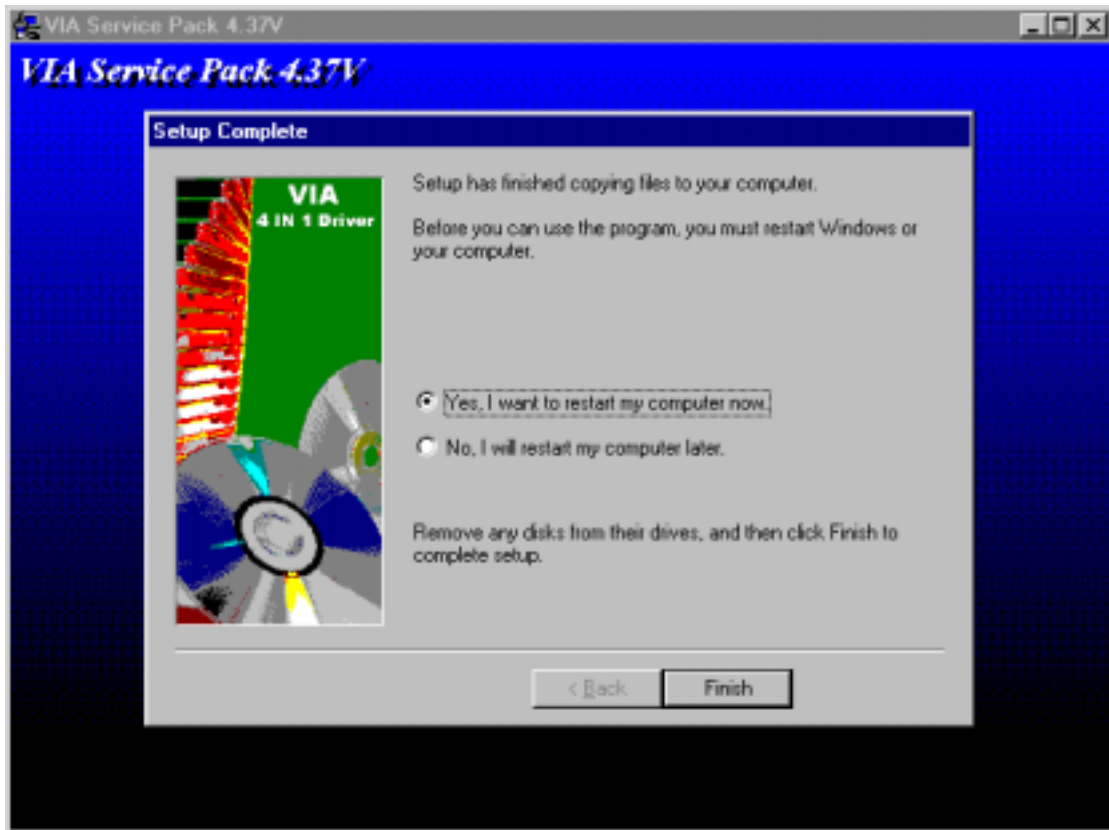 VIA Service Pack 4.37V
VIA Service Pack 4.37V
Setup Complete
VIA
4 IN 1 Driver
Setup has finished copying files to your computer.
Before you can use the program, you must restart Windows or
your computer.
Yes, I want to restart my computer now.
No, I will restart my computer later.
Remove any disks from their drives, and then click Finish to
complete setup.
< Back
Finish